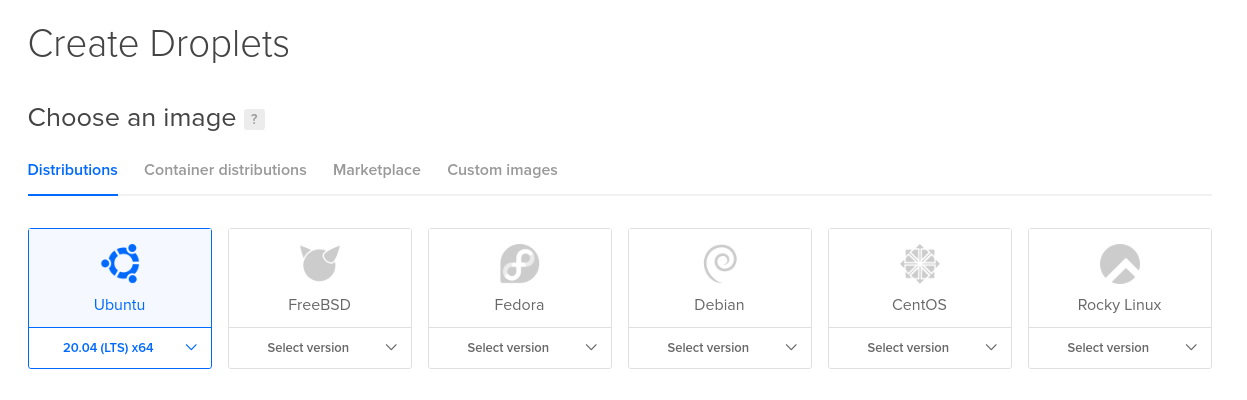 Create Droplets
Choose an image ?
Distributions Container distributions Marketplace Custom images
Ubuntu FreeBSD Fedora Debian CentOS Rocky Linux
20.04 (LTS) x64 Select version Select version Select version Select version Select version